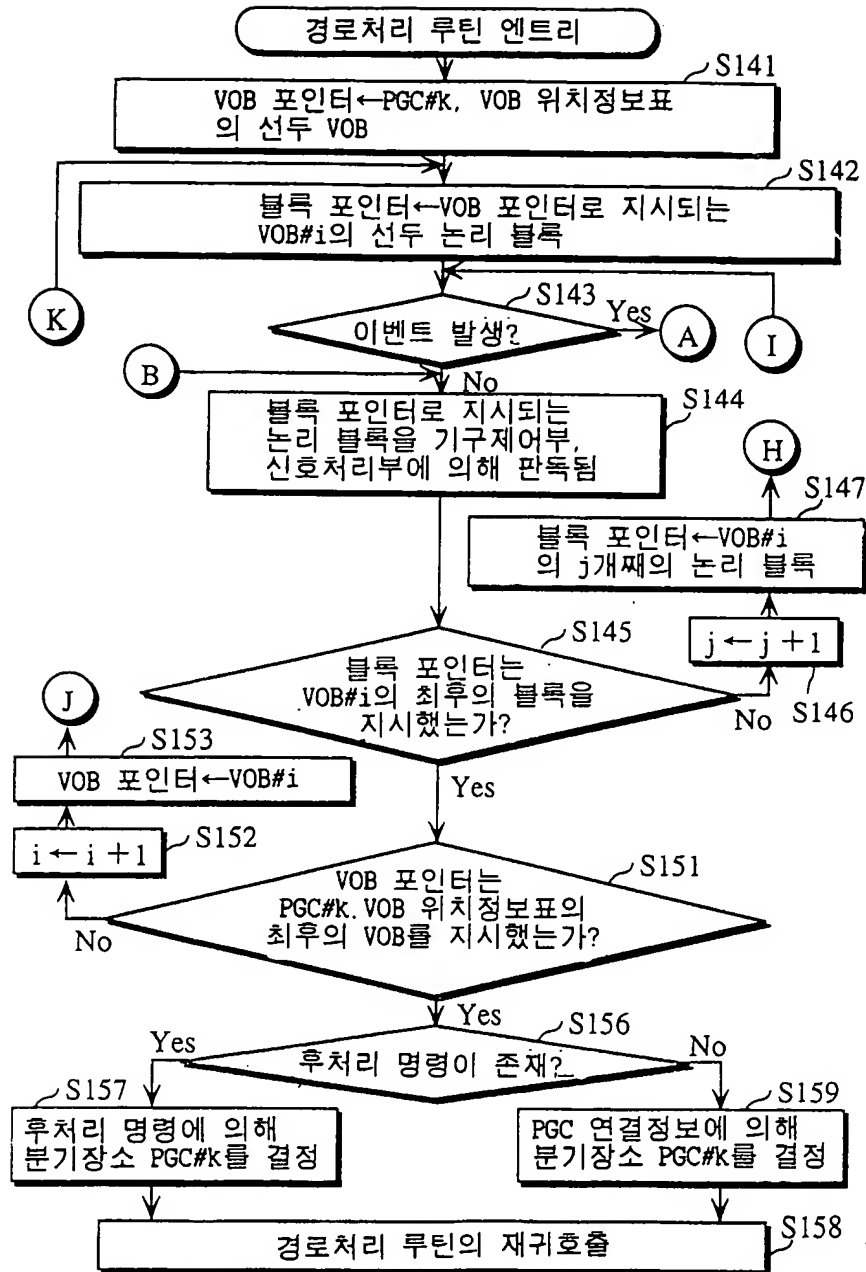 경로처리 루틴 엔트리
S141
VOB 포인터←PGC#k. VOB 위치정보표
의 선두 VOB
S142
블록 포인터←VOB 포인터로 지시되는
VOB#i의 선두 논리 블록
K
S143
이벤트 발생?
Yes
A
I
B
No
S144
블록 포인터로 지시되는
논리 블록을 기구제어부,
신호처리부에 의해 판독됨
H
S147
블록 포인터←VOB#i
의 j개째의 논리 블록
S145
블록 포인터는
VOB#i의 최후의 블록을
지시했는가?
j←j+1
No
S146
J
S153
VOB 포인터←VOB#i
Yes
i←i+1
S152
S151
VOB 포인터는
PGC#k.VOB 위치정보표의
최후의 VOB를 지시했는가?
No
Yes
S156
Yes
후처리 명령이 존재?
No
S157
후처리 명령에 의해
분기장소 PGC#k를 결정
S159
PGC 연결정보에 의해
분기장소 PGC#k를 결정
S158
경로처리 루틴의 재귀호출